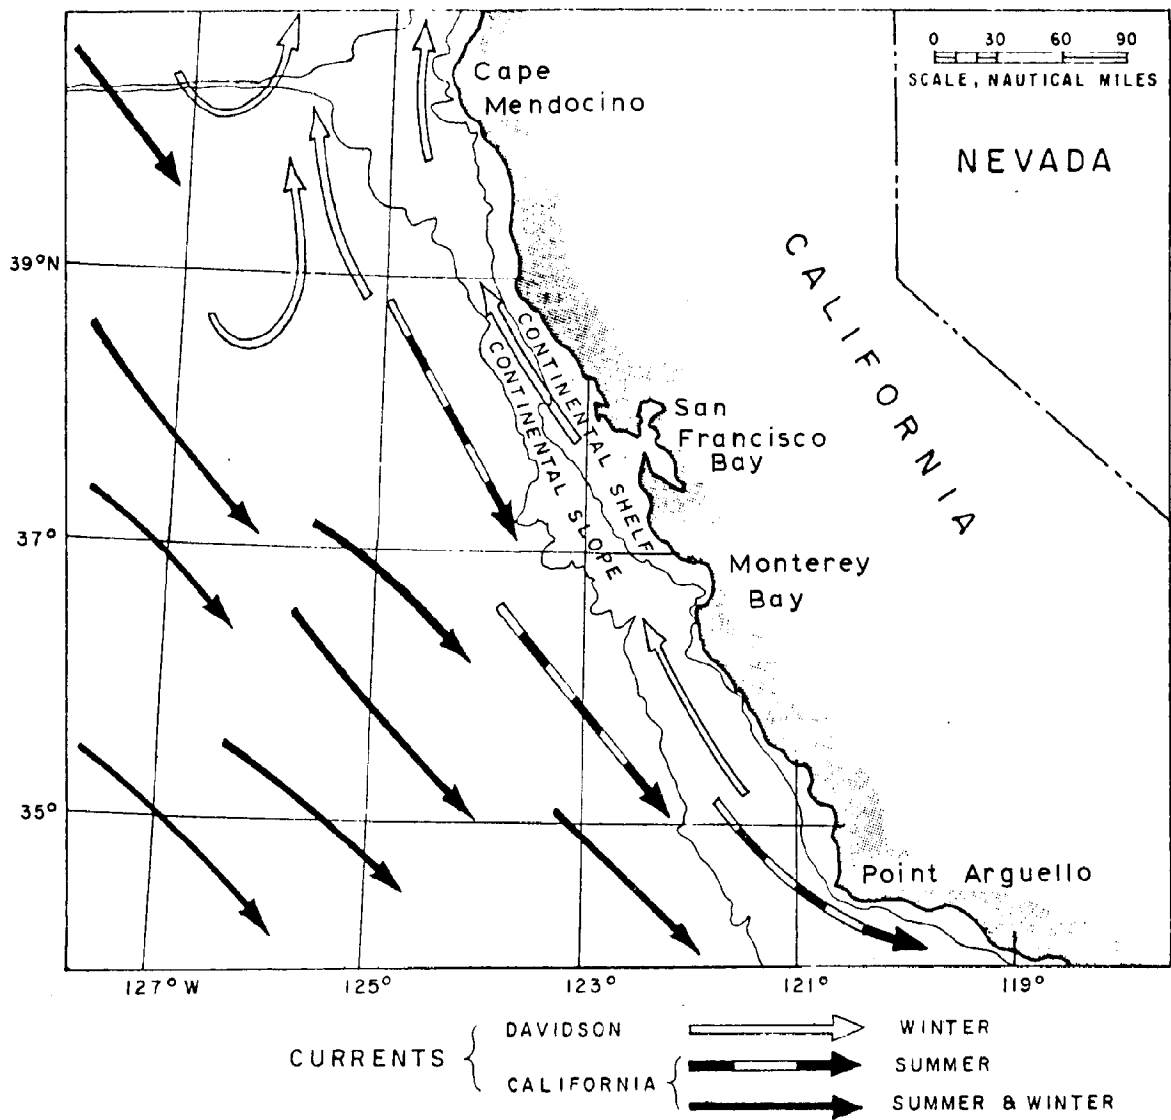 0 30 60 90
SCALE, NAUTICAL MILES
Cape
Mendocino
NEVADA
CALIFORNIA
39°N
CONTINENTAL SHELF
CONTINENTAL SLOPE
San
Francisco
Bay
37°
Monterey
Bay
35°
Point Arguello
127°W 125° 123° 121° 119°
CURRENTS
DAVIDSON
WINTER
CALIFORNIA
SUMMER
SUMMER & WINTER